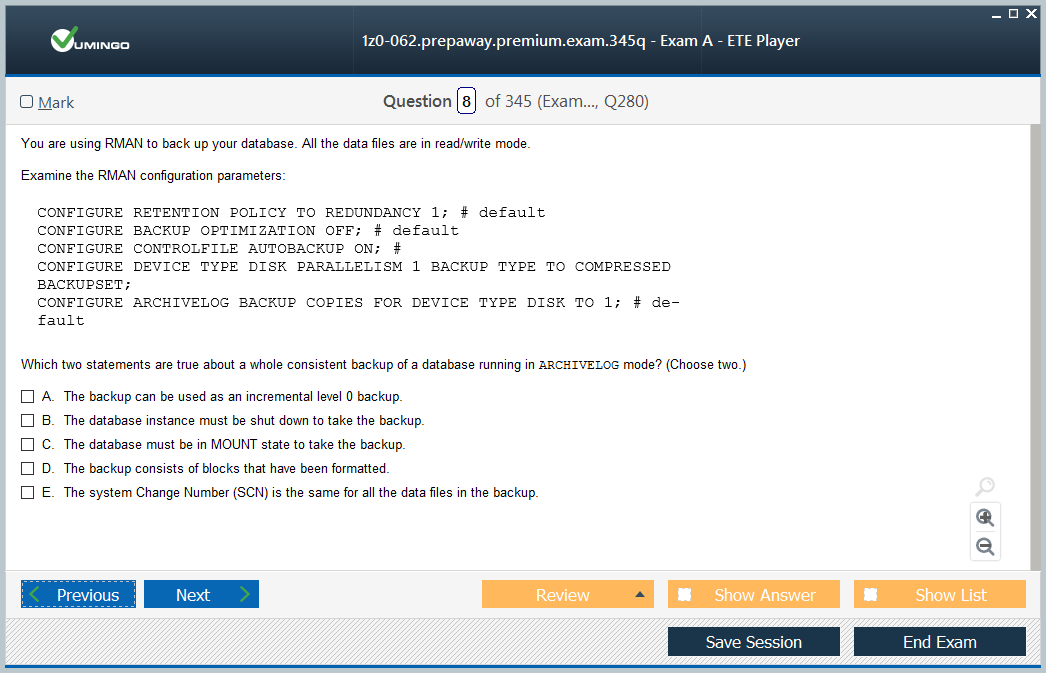 VUMINGO
1z0-062.prepaway.premium.exam.345q - Exam A - ETE Player
Mark
Question 8 of 345 (Exam..., Q280)
You are using RMAN to back up your database. All the data files are in read/write mode.
Examine the RMAN configuration parameters:
CONFIGURE RETENTION POLICY TO REDUNDANCY 1; # default
CONFIGURE BACKUP OPTIMIZATION OFF; # default
CONFIGURE CONTROLFILE AUTOBACKUP ON; #
CONFIGURE DEVICE TYPE DISK PARALLELISM 1 BACKUP TYPE TO COMPRESSED
BACKUPSET;
CONFIGURE ARCHIVELOG BACKUP COPIES FOR DEVICE TYPE DISK TO 1; # de-
fault
Which two statements are true about a whole consistent backup of a database running in ARCHIVELOG mode? (Choose two.)
A. The backup can be used as an incremental level 0 backup.
B. The database instance must be shut down to take the backup.
C. The database must be in MOUNT state to take the backup.
D. The backup consists of blocks that have been formatted.
E. The system Change Number (SCN) is the same for all the data files in the backup.
Previous
Next
Review
Show Answer
Show List
Save Session
End Exam